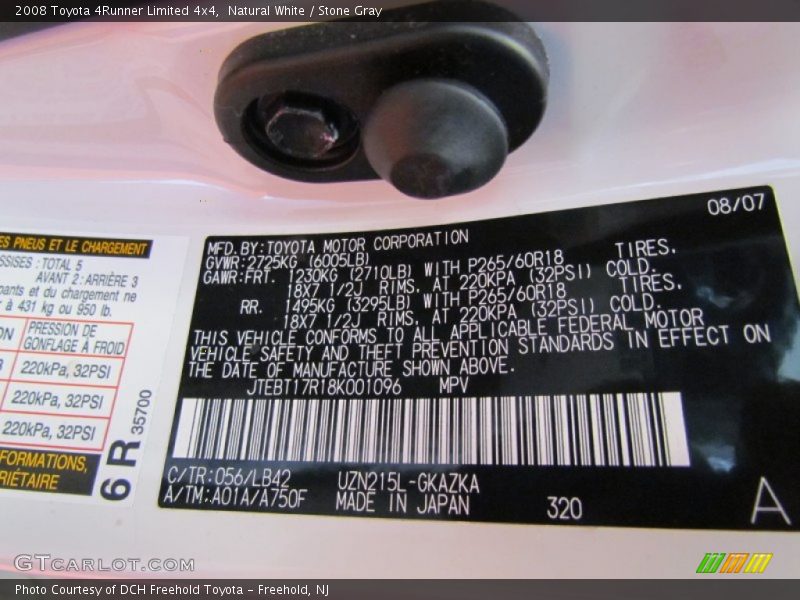 2008 Toyota 4Runner Limited 4x4,  Natural White / Stone Gray
08/07
MFD. BY: TOYOTA MOTOR CORPORATION
GVWR: 2725KG (6005LB)
GAWR: FRT. 1230KG (2710LB) WITH P265/60R18 TIRES.
18X7 1/2J RIMS, AT 220KPA (32PSI) COLD.
RR. 1495KG (3295LB) WITH P265/60R18 TIRES.
18X7 1/2J RIMS, AT 220KPA (32PSI) COLD.
THIS VEHICLE CONFORMS TO ALL APPLICABLE FEDERAL MOTOR
VEHICLE SAFETY AND THEFT PREVENTION STANDARDS IN EFFECT ON
THE DATE OF MANUFACTURE SHOWN ABOVE.
JTEBT17R18K001096 MPV
C/TR: 056/LB42 UZN215L-GKAZKA
A/TM: A01A/A750F MADE IN JAPAN 320 A
ES PNEUS ET LE CHARGEMENT
SSISES : TOTAL 5
AVANT 2 : ARRIÈRE 3
pants et du chargement ne
r à 431 kg ou 950 lb.
ON PRESSION DE
GONFLAGE À FROID
220kPa, 32PSI
220kPa, 32PSI
220kPa, 32PSI
FORMATIONS,
RIÉTAIRE
6 R 35700
GTCARLOT.COM
Photo Courtesy of DCH Freehold Toyota - Freehold, NJ